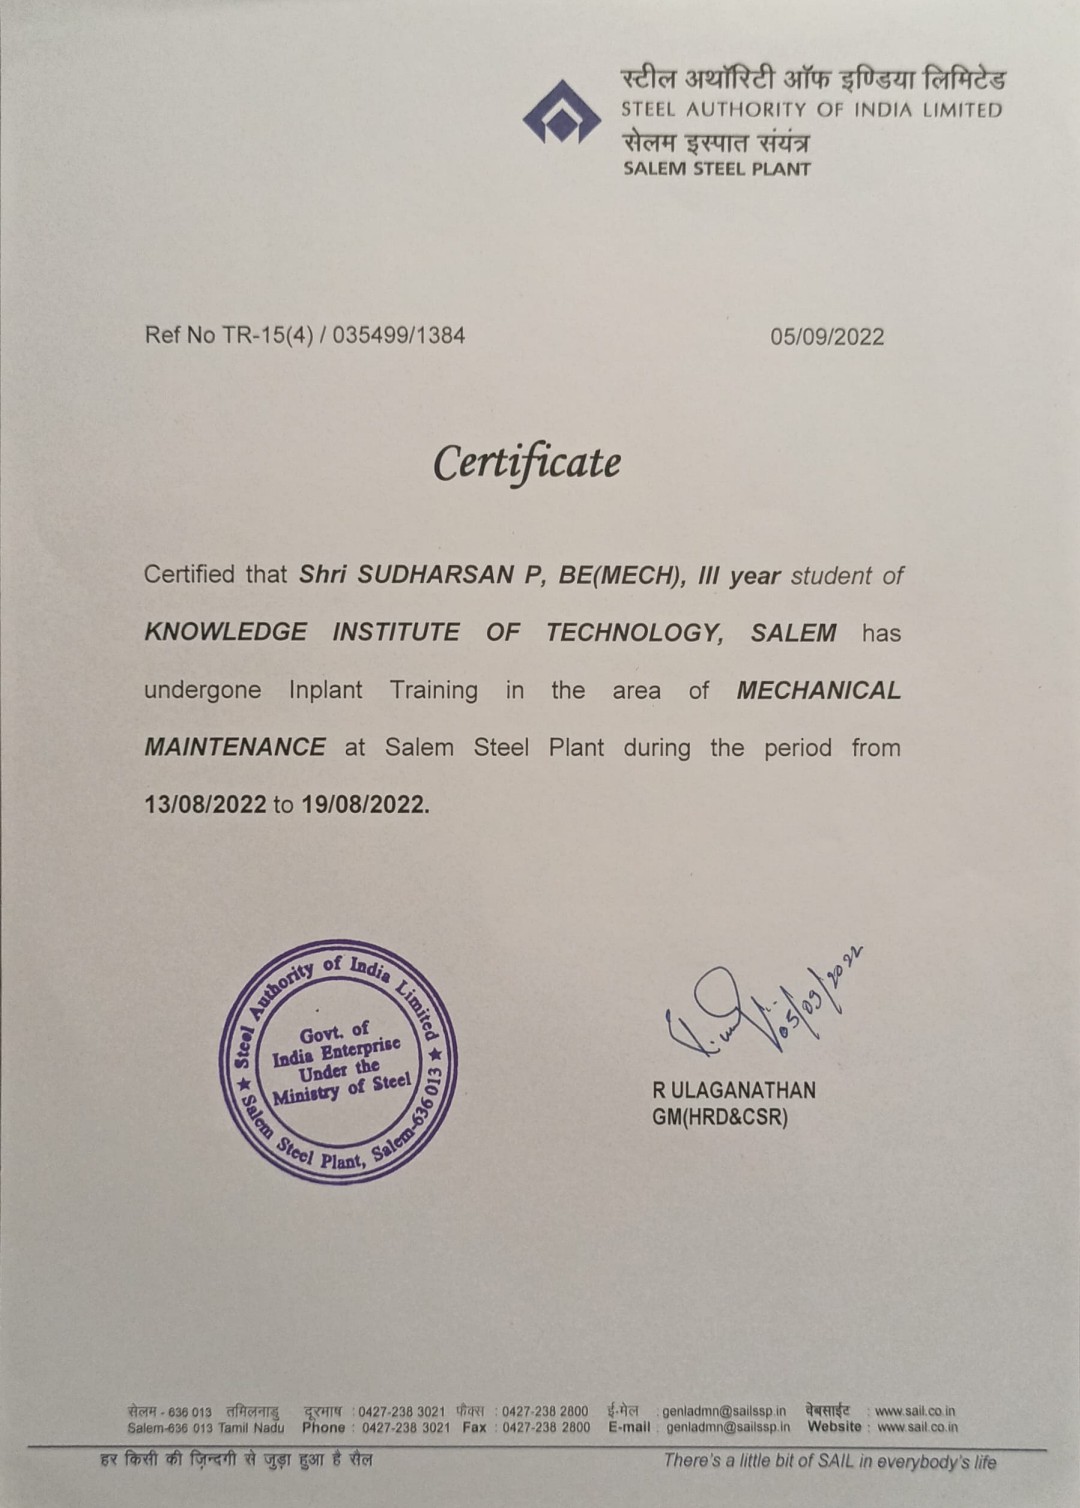 स्टील अथॉरिटी ऑफ इण्डिया लिमिटेड
STEEL AUTHORITY OF INDIA LIMITED
सेलम इस्पात संयंत्र
SALEM STEEL PLANT
Ref No TR-15(4) / 035499/1384 05/09/2022
Certificate
Certified that Shri SUDHARSAN P, BE(MECH), III year student of
KNOWLEDGE INSTITUTE OF TECHNOLOGY, SALEM has
undergone Inplant Training in the area of MECHANICAL
MAINTENANCE at Salem Steel Plant during the period from
13/08/2022 to 19/08/2022.
★ Steel Authority of India Limited ★
Govt. of
India Enterprise
Under the
Ministry of Steel
Salem Steel Plant, Salem-636 013
05/09/2022
R ULAGANATHAN
GM(HRD&CSR)
सेलम - 636 013 तमिलनाडु दूरभाष : 0427-238 3021 फैक्स : 0427-238 2800 ई-मेल : genladmn@sailssp.in वेबसाईट : www.sail.co.in
Salem-636 013 Tamil Nadu Phone : 0427-238 3021 Fax : 0427-238 2800 E-mail : genladmn@sailssp.in Website : www.sail.co.in
हर किसी की ज़िन्दगी से जुड़ा हुआ है सेल
There's a little bit of SAIL in everybody's life